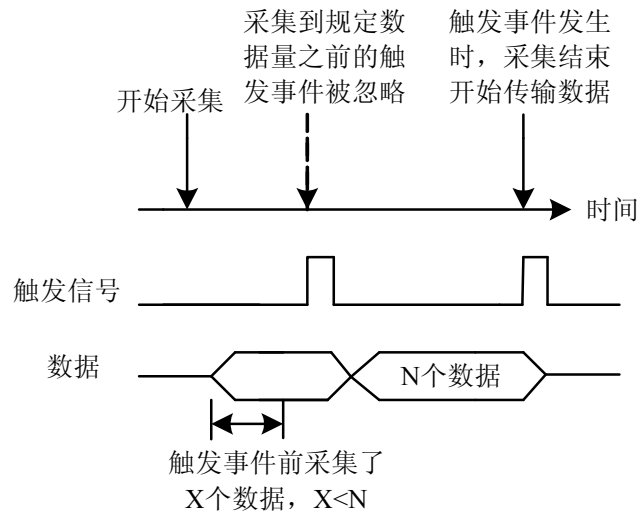 采集到规定数
据量之前的触
发事件被忽略
触发事件发生
时，采集结束
开始传输数据
开始采集
时间
触发信号
数据
N个数据
触发事件前采集了
X个数据，X<N